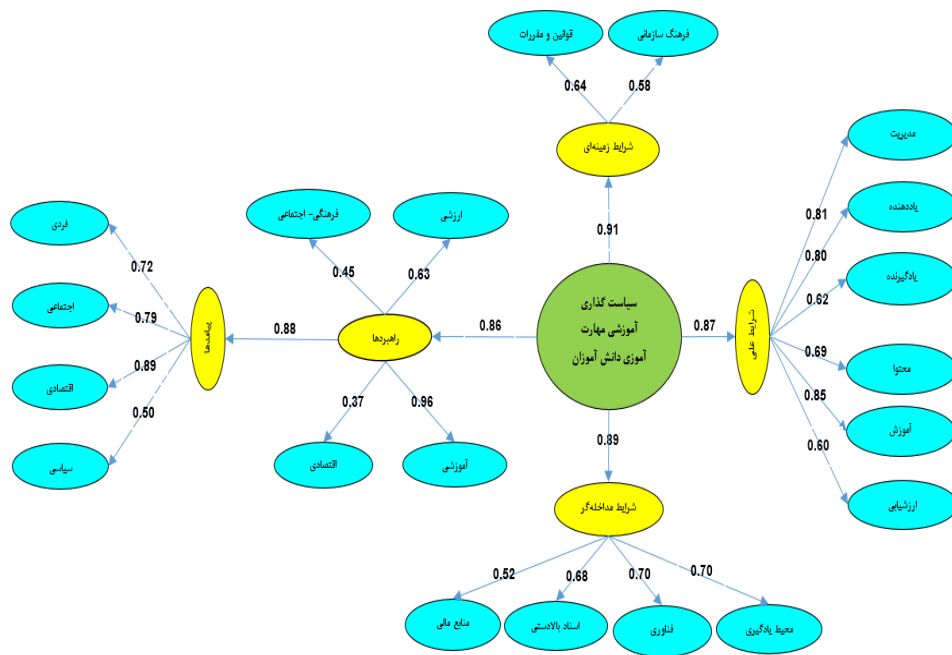 قوانین و مقررات
فرهنگ سازمانی
0.64
0.58
شرایط زمینه‌ای
0.91
مدیریت
یاددهنده
یادگیرنده
محتوا
آموزش
ارزشیابی
0.81
0.80
0.62
0.69
0.85
0.60
شرایط علی
0.87
سیاست گذاری
آموزشی مهارت
آموزی دانش آموزان
0.86
راهبردها
ارزشی
فرهنگی- اجتماعی
0.63
0.45
0.37
0.96
اقتصادی
آموزشی
0.88
پیامدها
فردی
اجتماعی
اقتصادی
سیاسی
0.72
0.79
0.89
0.50
0.89
شرایط مداخله‌گر
0.52
0.68
0.70
0.70
منابع مالی
اسناد بالادستی
فناوری
محیط یادگیری